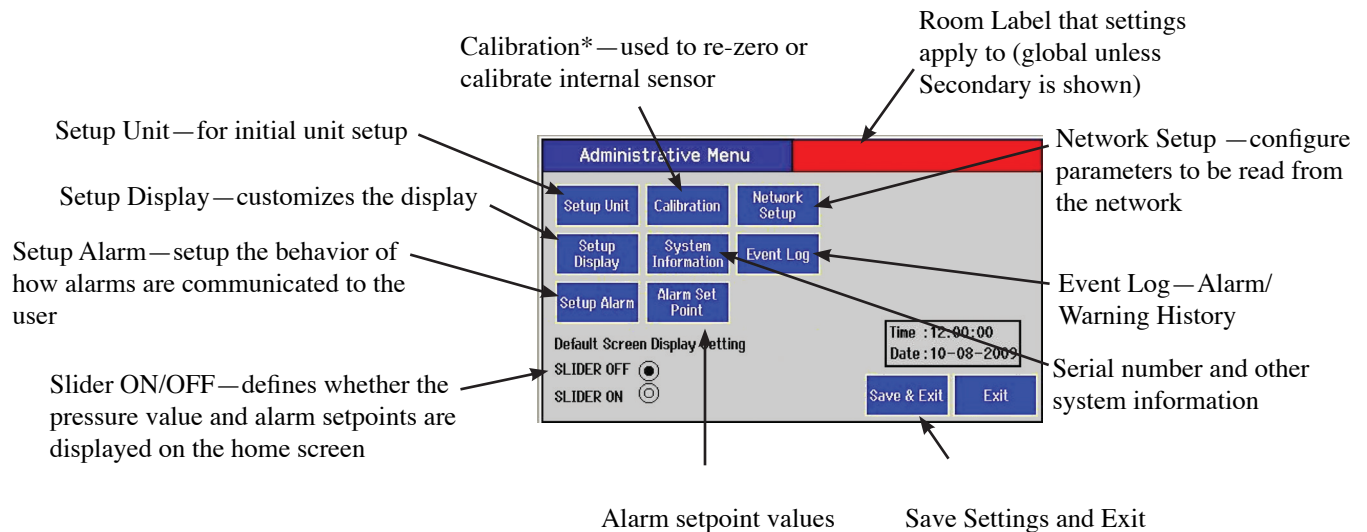 Room Label that settings
apply to (global unless
Secondary is shown)
Calibration*—used to re-zero or
calibrate internal sensor
Setup Unit—for initial unit setup
Setup Display—customizes the display
Setup Alarm—setup the behavior of
how alarms are communicated to the
user
Slider ON/OFF—defines whether the
pressure value and alarm setpoints are
displayed on the home screen
Administrative Menu
Setup Unit
Calibration
Network
Setup
Setup
Display
System
Information
Event Log
Setup Alarm
Alarm Set
Point
Default Screen Display Setting
SLIDER OFF
SLIDER ON
Time :12:00:00
Date :10-08-2009
Save & Exit
Exit
Network Setup —configure
parameters to be read from
the network
Event Log—Alarm/
Warning History
Serial number and other
system information
Alarm setpoint values
Save Settings and Exit